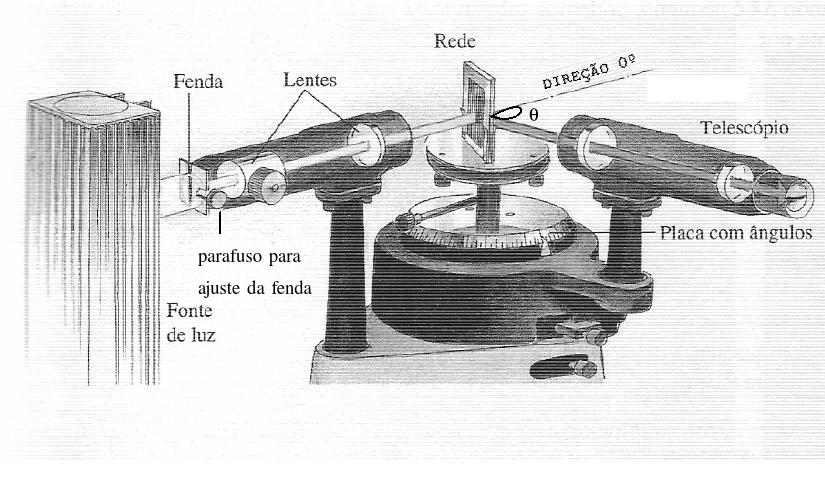 Rede
DIREÇÃO 0º
Fenda
Lentes
θ
Telescópio
Placa com ângulos
parafuso para
ajuste da fenda
Fonte
de luz